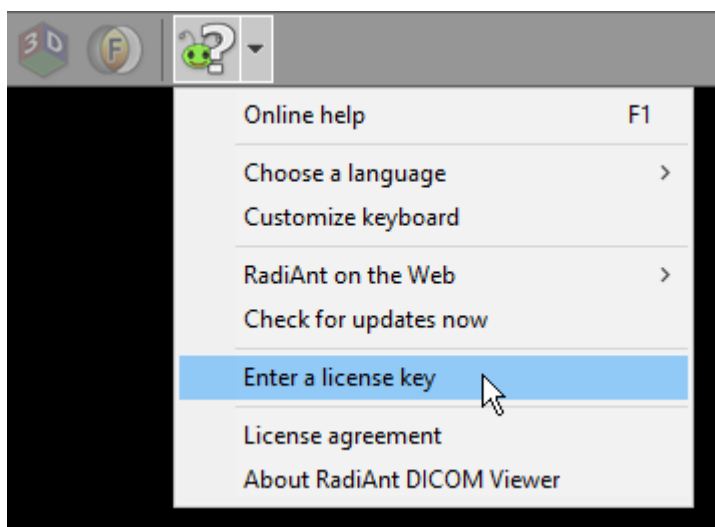 3D
F
Online help F1
Choose a language
Customize keyboard
RadiAnt on the Web
Check for updates now
Enter a license key
License agreement
About RadiAnt DICOM Viewer